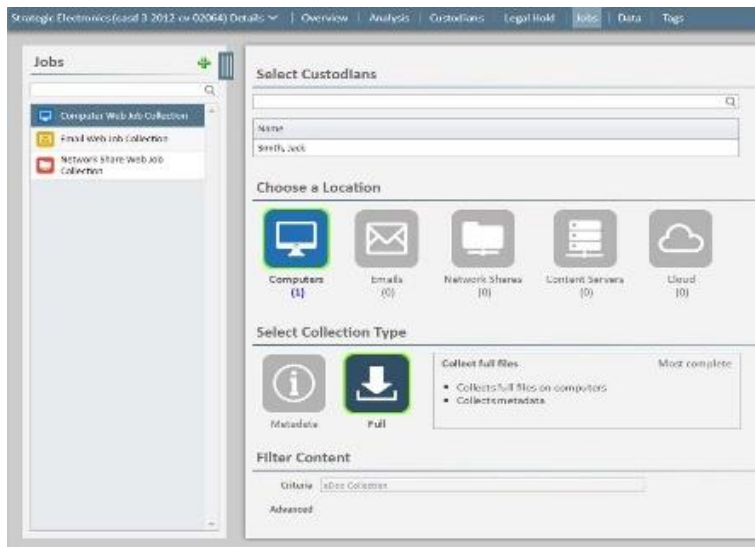 Strategic Electronics (casd 3-2012-cv-02064) Details
Overview
Analysis
Custodians
Legal Hold
Jobs
Data
Tags
Jobs
Computer Web Job Collection
Email Web Job Collection
Network Share Web Job
Collection
Select Custodians
Name
Smith, Jack
Choose a Location
Computers
(1)
Emails
(0)
Network Shares
(0)
Content Servers
(0)
Cloud
(0)
Select Collection Type
Metadata
Full
Collect full files
Most complete
Collects full files on computers
Collects metadata
Filter Content
Criteria
eDoc Collection
Advanced